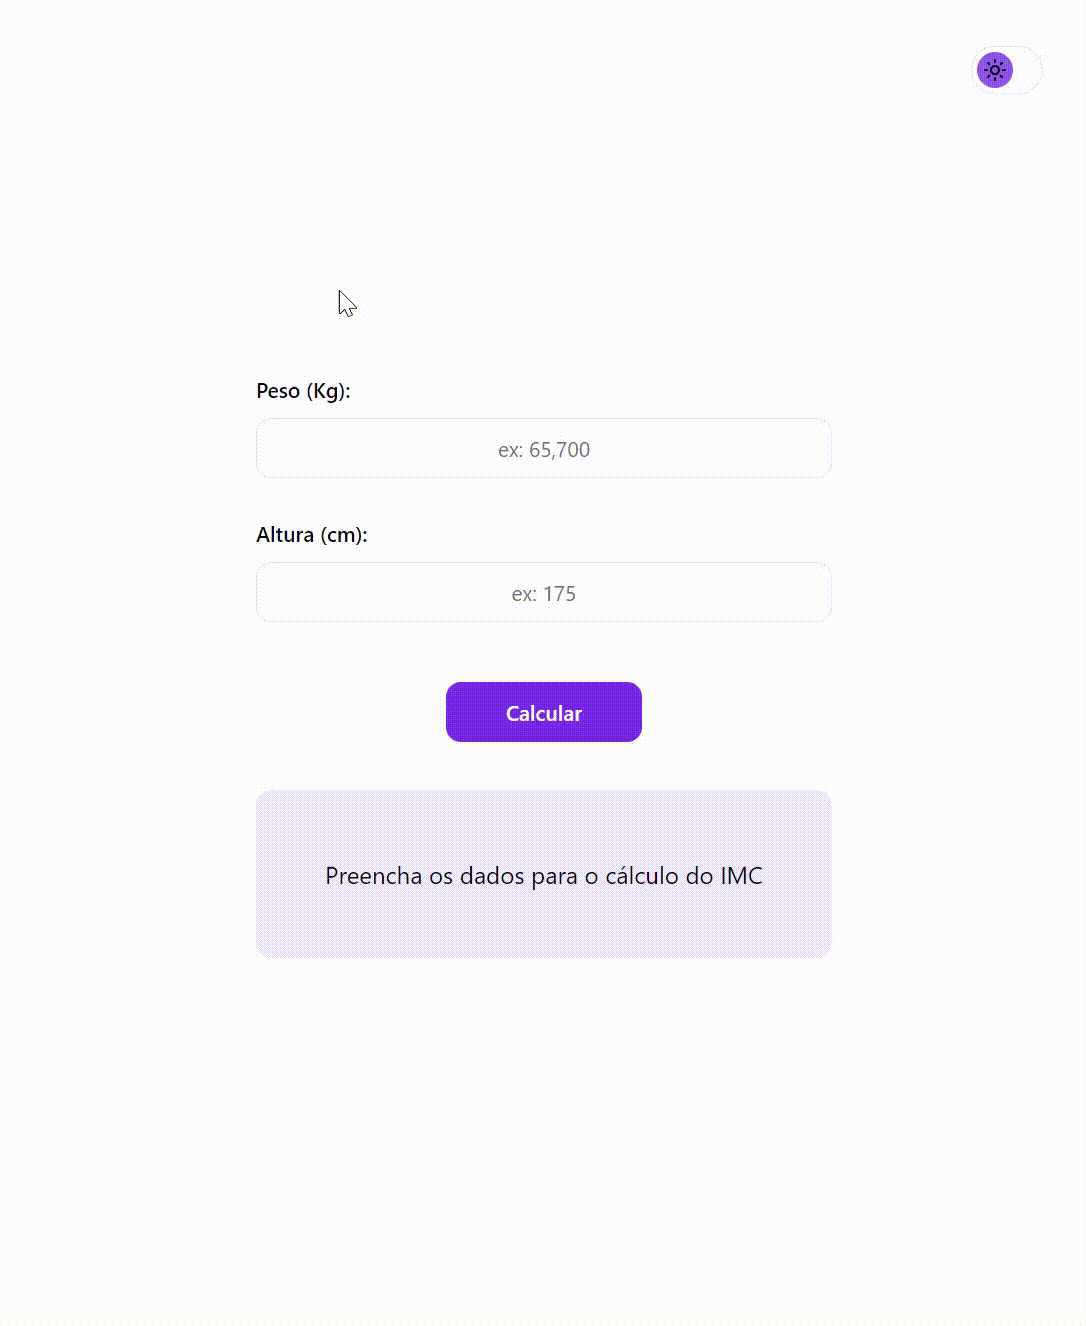 Peso (Kg):
ex: 65,700
Altura (cm):
ex: 175
Calcular
Preencha os dados para o cálculo do IMC